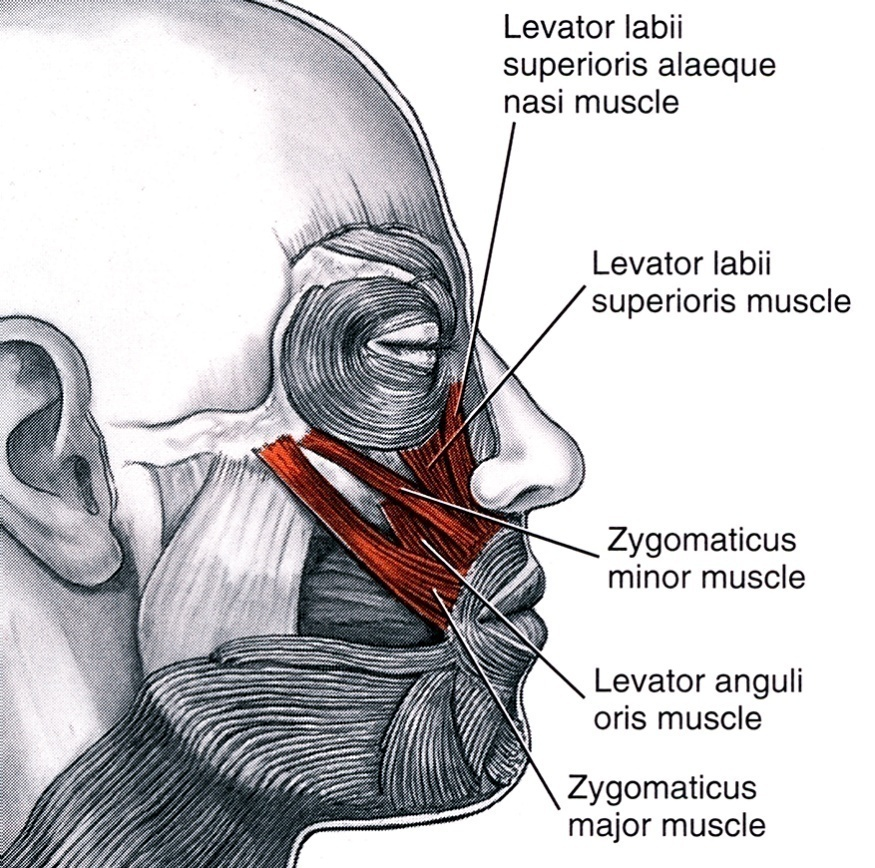 Levator labii
superioris alaeque
nasi muscle
Levator labii
superioris muscle
Zygomaticus
minor muscle
Levator anguli
oris muscle
Zygomaticus
major muscle